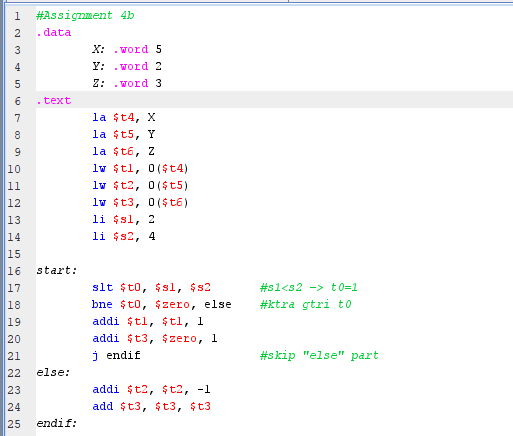 1 #Assignment 4b
2 .data
3 X: .word 5
4 Y: .word 2
5 Z: .word 3
6 .text
7 la $t4, X
8 la $t5, Y
9 la $t6, Z
10 lw $t1, 0($t4)
11 lw $t2, 0($t5)
12 lw $t3, 0($t6)
13 li $s1, 2
14 li $s2, 4
15
16 start:
17 slt $t0, $s1, $s2 #s1<s2 -> t0=1
18 bne $t0, $zero, else #ktra gtri t0
19 addi $t1, $t1, 1
20 addi $t3, $zero, 1
21 j endif #skip "else" part
22 else:
23 addi $t2, $t2, -1
24 add $t3, $t3, $t3
25 endif: